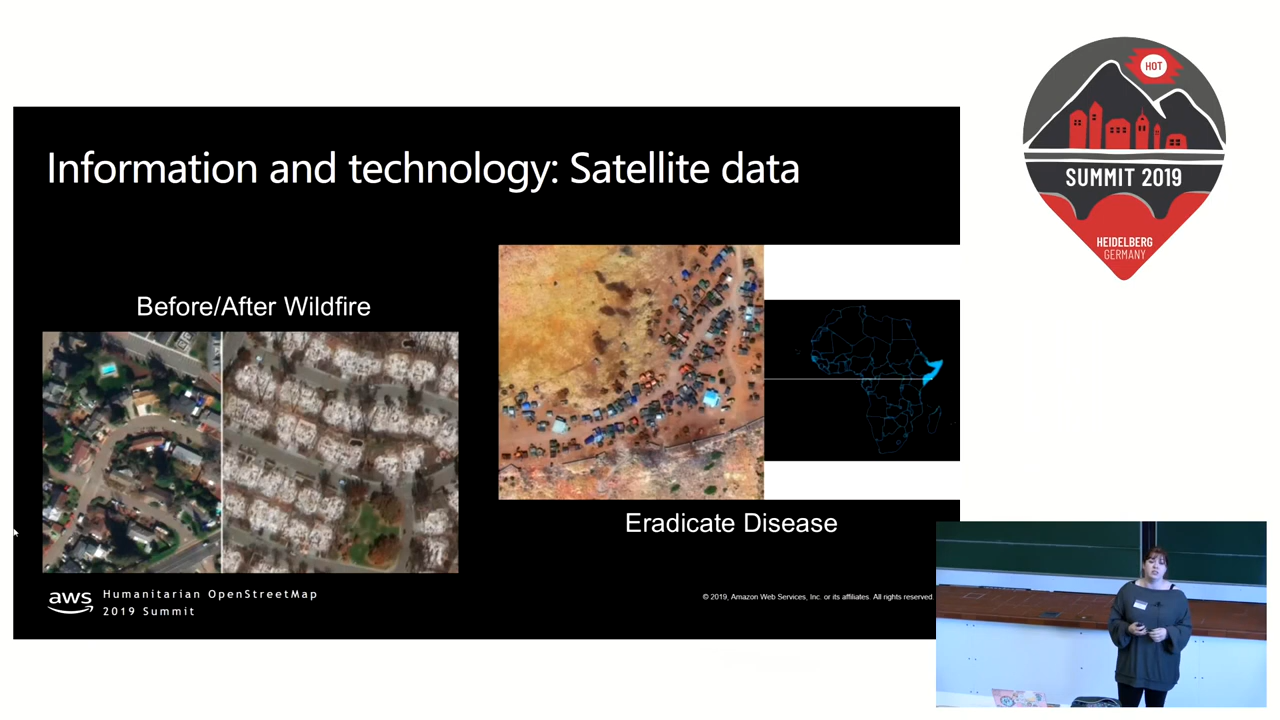 Information and technology: Satellite data
Before/After Wildfire
Eradicate Disease
aws
Humanitarian OpenStreetMap
2019 Summit
© 2019, Amazon Web Services, Inc. or its affiliates. All rights reserved.
HOT
SUMMIT 2019
HEIDELBERG
GERMANY